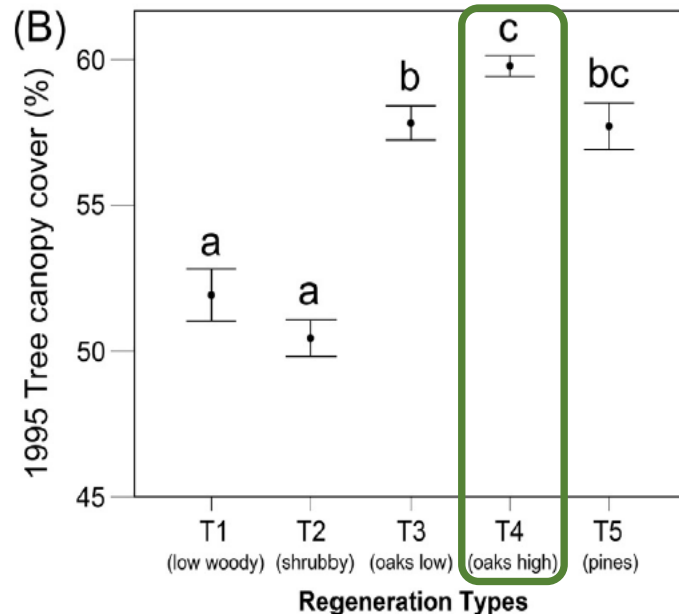 (B)
1995 Tree canopy cover (%)
60
55
50
45
a
a
b
c
bc
T1
(low woody)
T2
(shrubby)
T3
(oaks low)
T4
(oaks high)
T5
(pines)
Regeneration Types